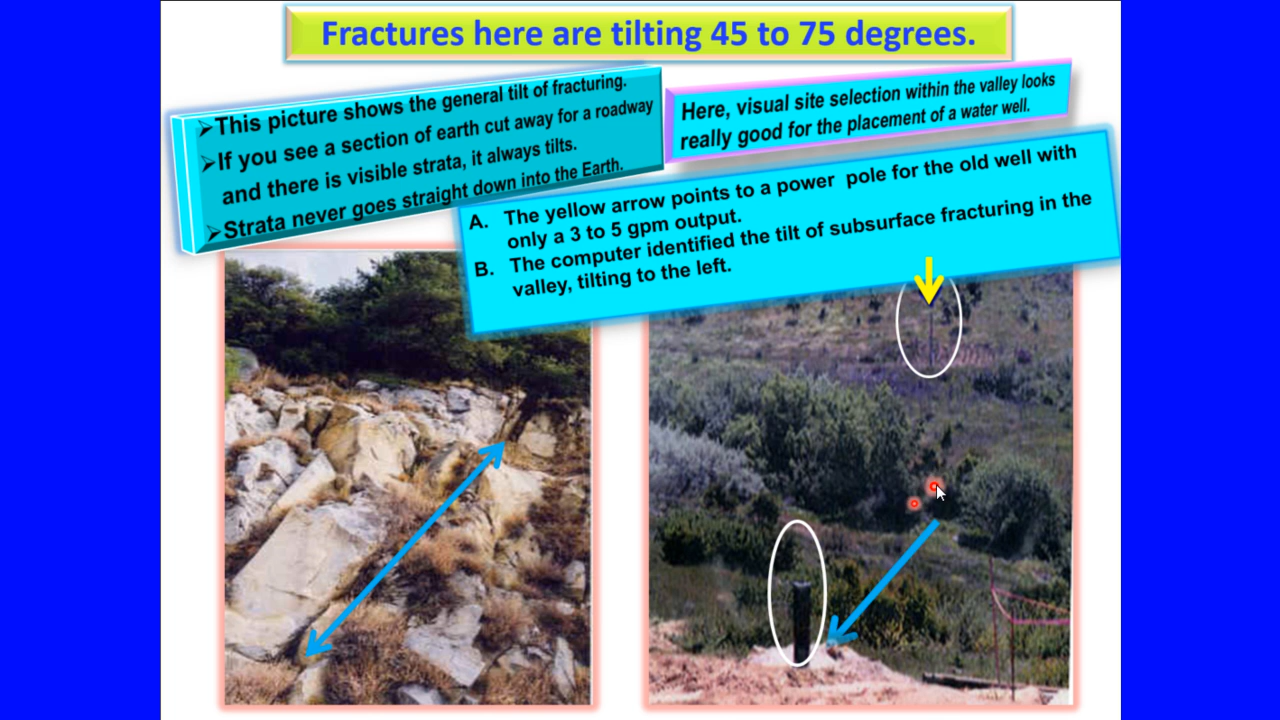 Fractures here are tilting 45 to 75 degrees.
➢This picture shows the general tilt of fracturing.
➢If you see a section of earth cut away for a roadway
and there is visible strata, it always tilts.
➢Strata never goes straight down into the Earth.
Here, visual site selection within the valley looks
really good for the placement of a water well.
A. The yellow arrow points to a power pole for the old well with
only a 3 to 5 gpm output.
B. The computer identified the tilt of subsurface fracturing in the
valley, tilting to the left.